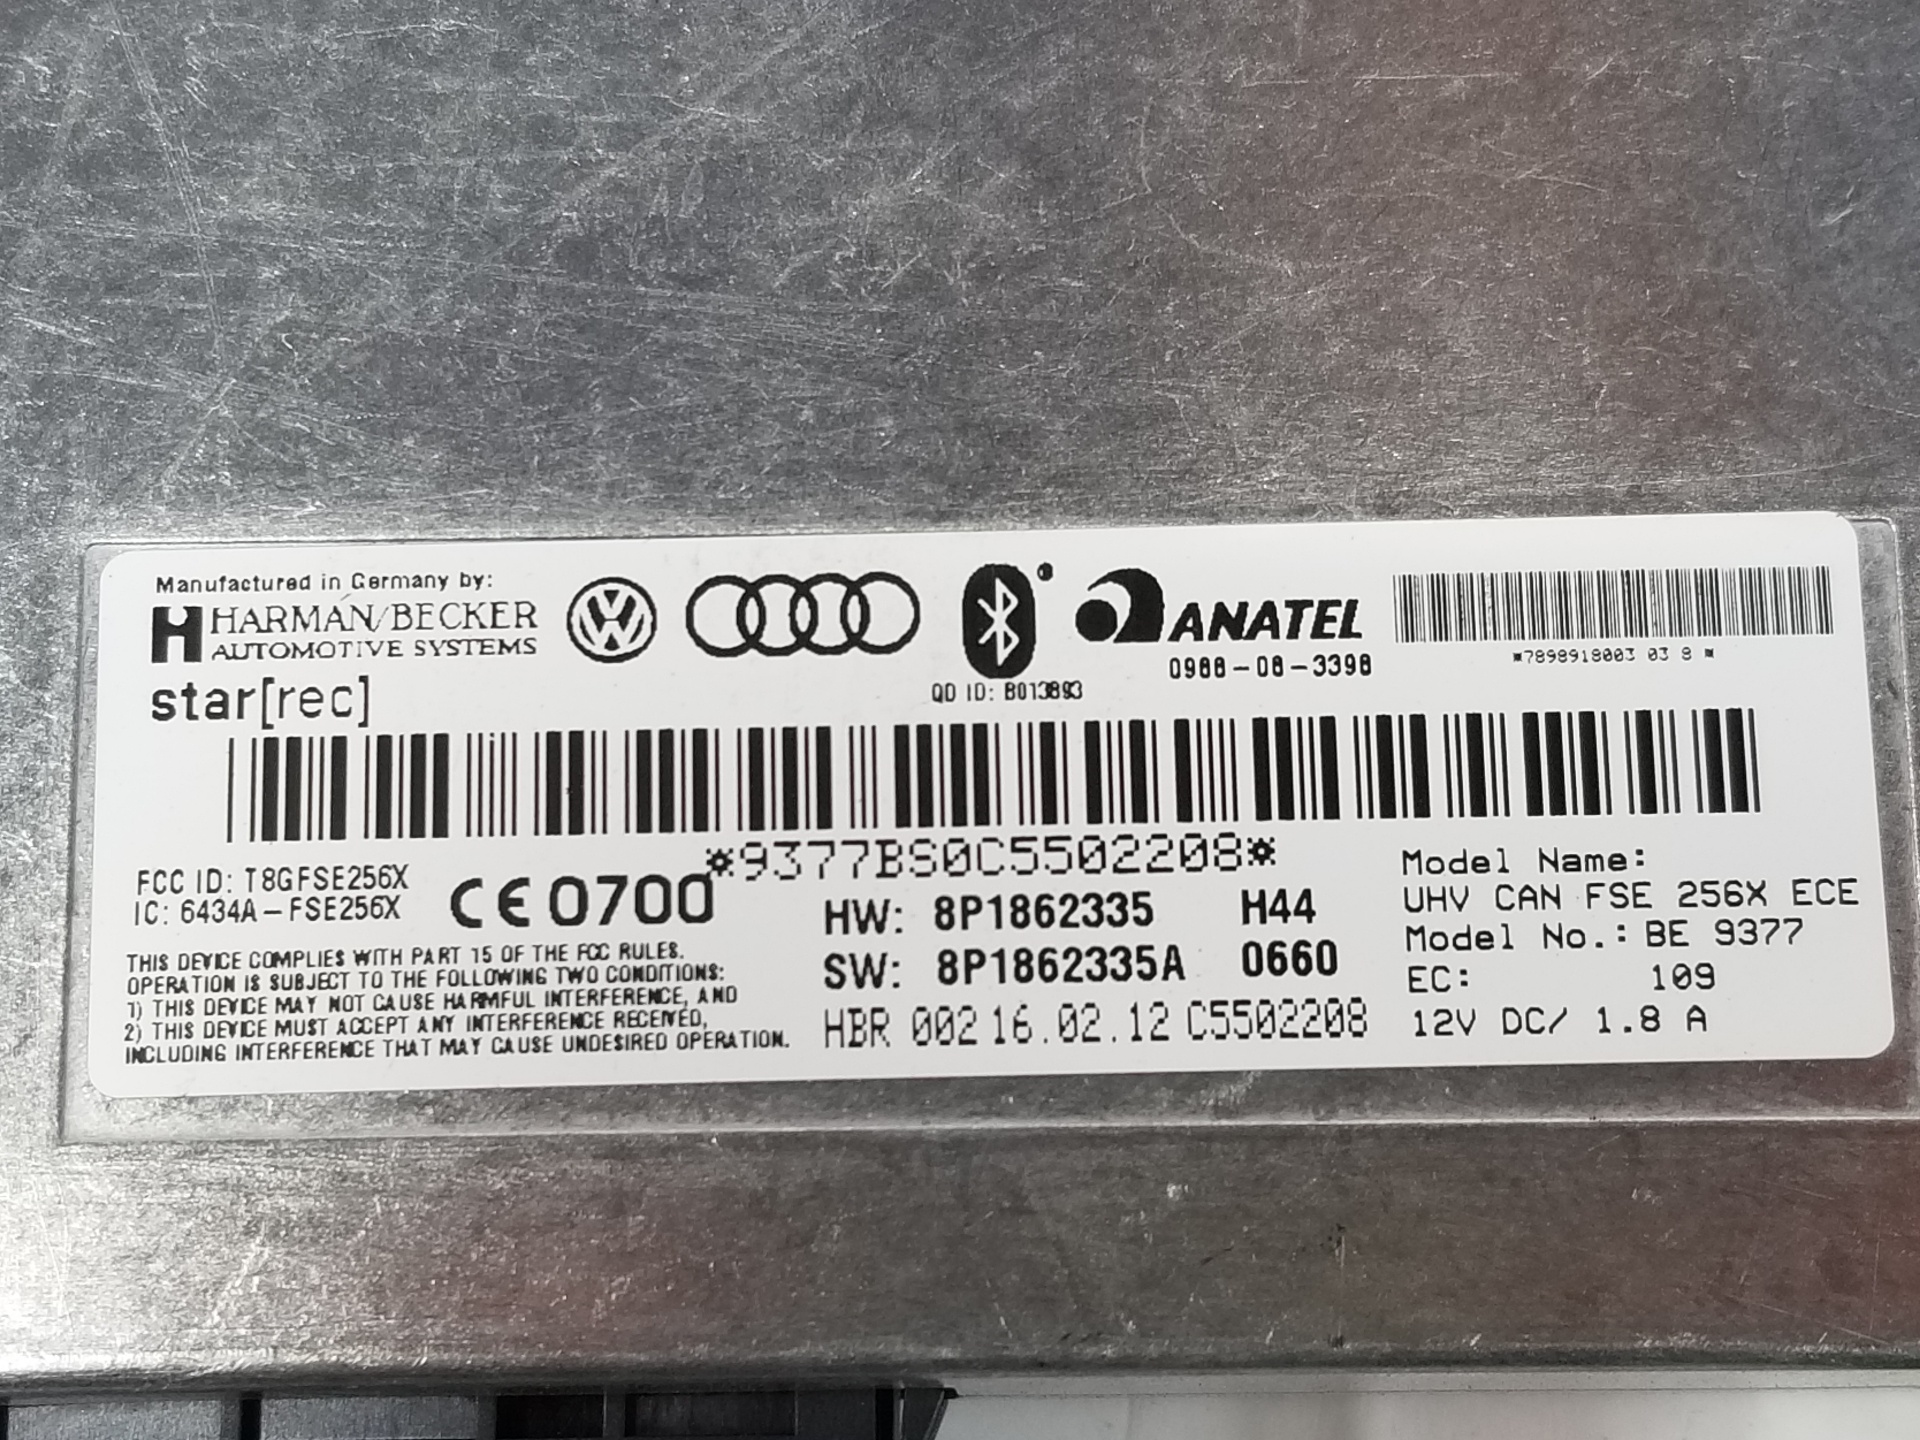 Manufactured in Germany by:
HARMAN/BECKER
AUTOMOTIVE SYSTEMS
star[rec]
QD ID: B013893
ANATEL
0988-08-3398
*7898918003 03 8 *
*9377BS0C5502208*
FCC ID: T8GFSE256X
IC: 6434A-FSE256X
CE 0700
THIS DEVICE COMPLIES WITH PART 15 OF THE FCC RULES.
OPERATION IS SUBJECT TO THE FOLLOWING TWO CONDITIONS:
1) THIS DEVICE MAY NOT CAUSE HARMFUL INTERFERENCE, AND
2) THIS DEVICE MUST ACCEPT ANY INTERFERENCE RECEIVED,
INCLUDING INTERFERENCE THAT MAY CAUSE UNDESIRED OPERATION.
HW: 8P1862335 H44
SW: 8P1862335A 0660
HBR 002 16.02.12 C5502208
Model Name:
UHV CAN FSE 256X ECE
Model No.: BE 9377
EC: 109
12V DC/ 1.8 A